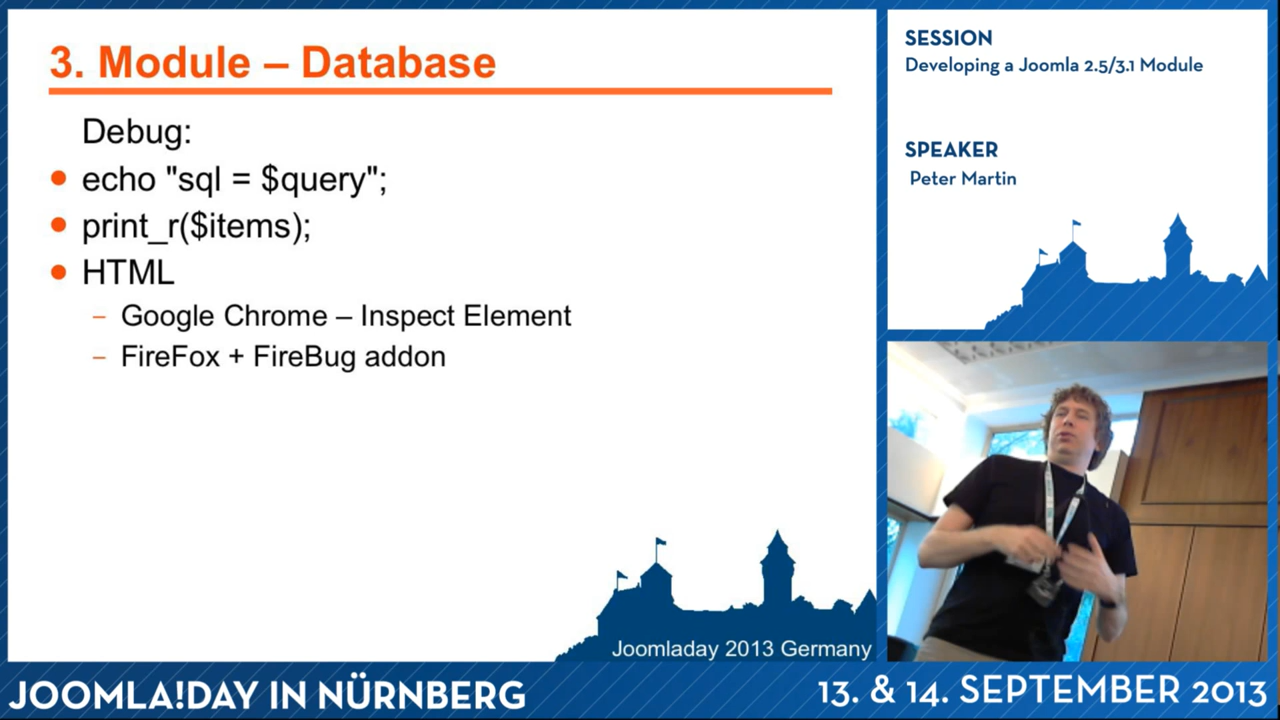 3. Module – Database
Debug:
echo "sql = $query";
print_r($items);
HTML
– Google Chrome – Inspect Element
– FireFox + FireBug addon
Joomladay 2013 Germany
SESSION
Developing a Joomla 2.5/3.1 Module
SPEAKER
Peter Martin
JOOMLA!DAY IN NÜRNBERG
13. & 14. SEPTEMBER 2013